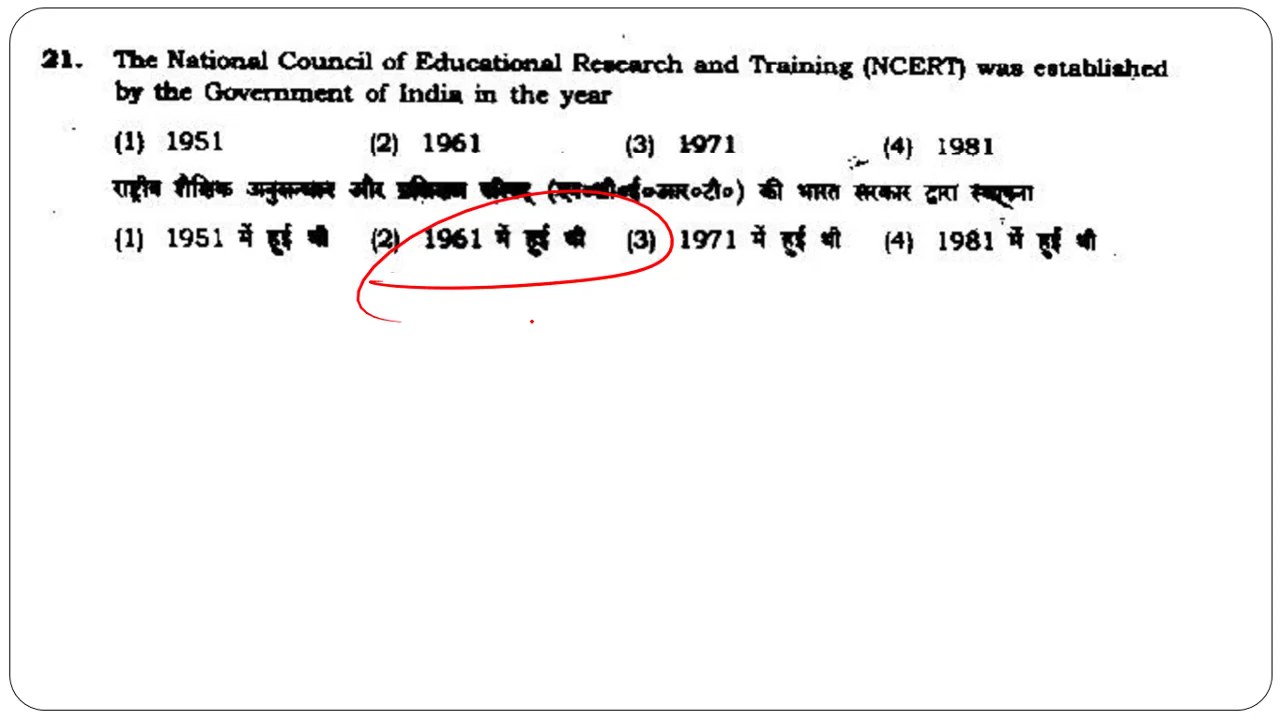 21. The National Council of Educational Research and Training (NCERT) was established
by the Government of India in the year
(1) 1951 (2) 1961 (3) 1971 (4) 1981
राष्ट्रीय शैक्षिक अनुसन्धान और प्रशिक्षण परिषद् (एन०सी०ई०आर०टी०) की भारत सरकार द्वारा स्थापना
(1) 1951 में हुई थी (2) 1961 में हुई थी (3) 1971 में हुई थी (4) 1981 में हुई थी